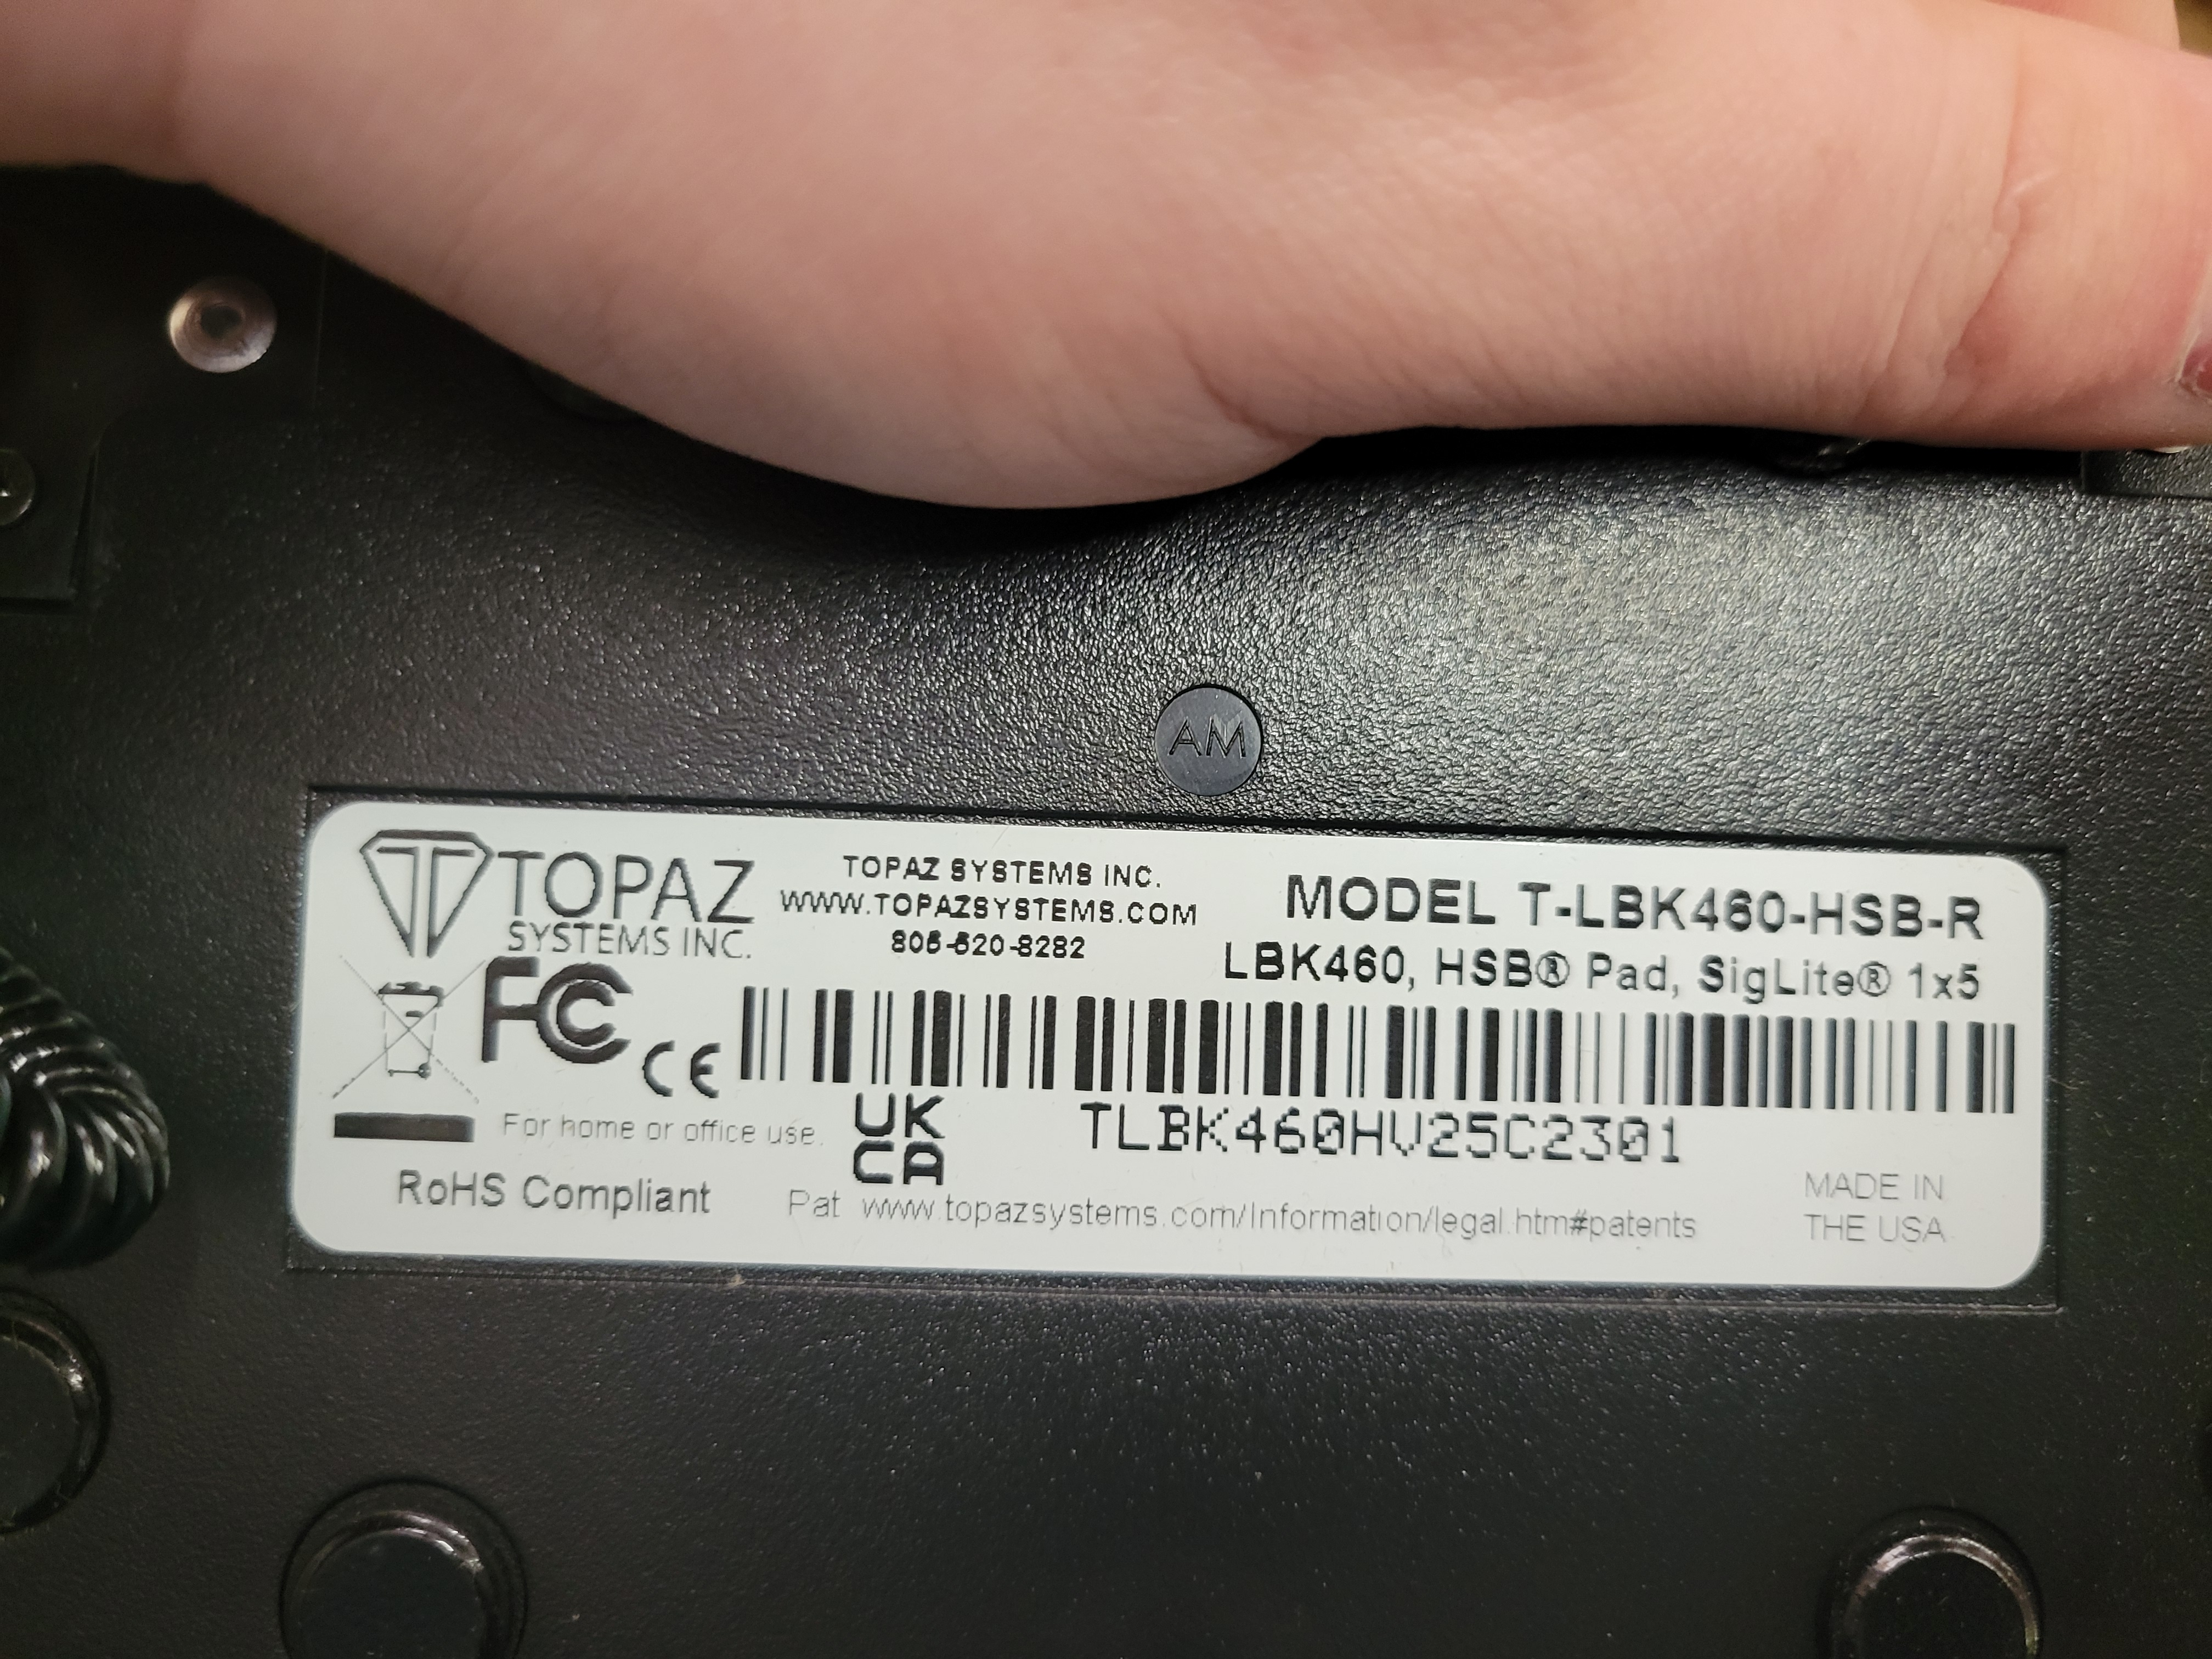 AM
TOPAZ
SYSTEMS INC.
TOPAZ SYSTEMS INC.
WWW.TOPAZSYSTEMS.COM
805-520-8282
MODEL T-LBK460-HSB-R
LBK460, HSB® Pad, SigLite® 1x5
FC CE
TLBK460HV25C2301
For home or office use.
UK
CA
RoHS Compliant
Pat www.topazsystems.com/Information/legal.htm#patents
MADE IN
THE USA